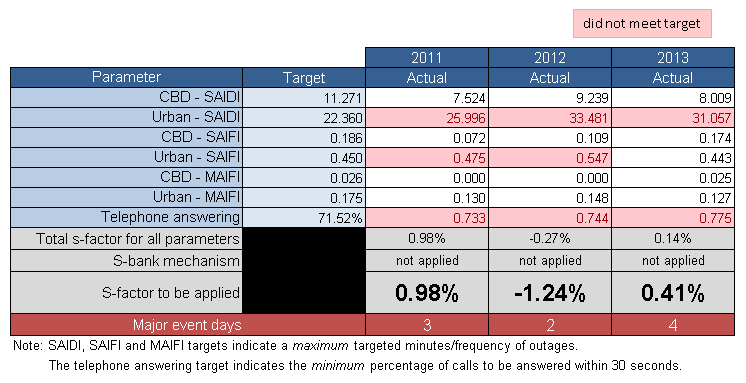 did not meet target
2011 2012 2013
Parameter Target Actual Actual Actual
CBD - SAIDI 11.271 7.524 9.239 8.009
Urban - SAIDI 22.360 25.996 33.481 31.057
CBD - SAIFI 0.186 0.072 0.109 0.174
Urban - SAIFI 0.450 0.475 0.547 0.443
CBD - MAIFI 0.026 0.000 0.000 0.025
Urban - MAIFI 0.175 0.130 0.148 0.127
Telephone answering 71.52% 0.733 0.744 0.775
Total s-factor for all parameters 0.98% -0.27% 0.14%
S-bank mechanism not applied not applied not applied
S-factor to be applied 0.98% -1.24% 0.41%
Major event days 3 2 4
Note: SAIDI, SAIFI and MAIFI targets indicate a maximum targeted minutes/frequency of outages.
The telephone answering target indicates the minimum percentage of calls to be answered within 30 seconds.